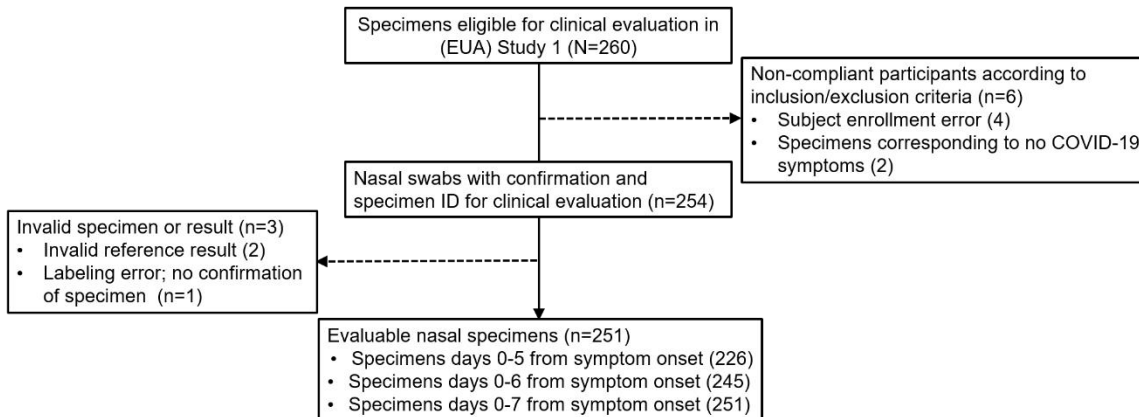 Specimens eligible for clinical evaluation in
(EUA) Study 1 (N=260)
Non-compliant participants according to
inclusion/exclusion criteria (n=6)
• Subject enrollment error (4)
• Specimens corresponding to no COVID-19
symptoms (2)
Nasal swabs with confirmation and
specimen ID for clinical evaluation (n=254)
Invalid specimen or result (n=3)
• Invalid reference result (2)
• Labeling error; no confirmation
of specimen (n=1)
Evaluable nasal specimens (n=251)
• Specimens days 0-5 from symptom onset (226)
• Specimens days 0-6 from symptom onset (245)
• Specimens days 0-7 from symptom onset (251)